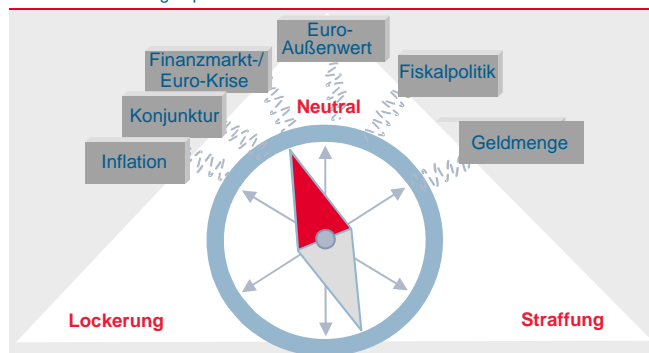 Euro-
Außenwert
Finanzmarkt-/
Euro-Krise
Fiskalpolitik
Konjunktur
Neutral
Geldmenge
Inflation
Lockerung
Straffung